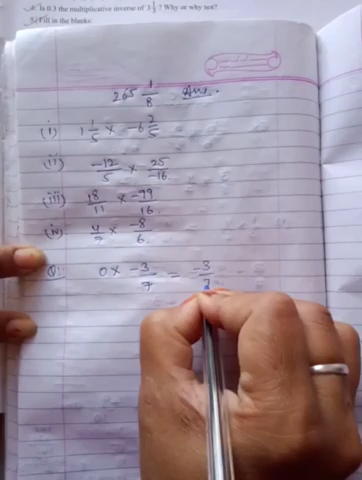 4. Is 0.3 the multiplicative inverse of 3 1/3? Why or why not?
5. Fill in the blanks:
265 1/8 Ans.
(i) 1 1/5 × -6 2/5
(ii) -12/5 × 25/-16
(iii) 18/11 × -99/16
(iv) 4/7 × -8/6
Q: 0 × -3/7 = -3/7